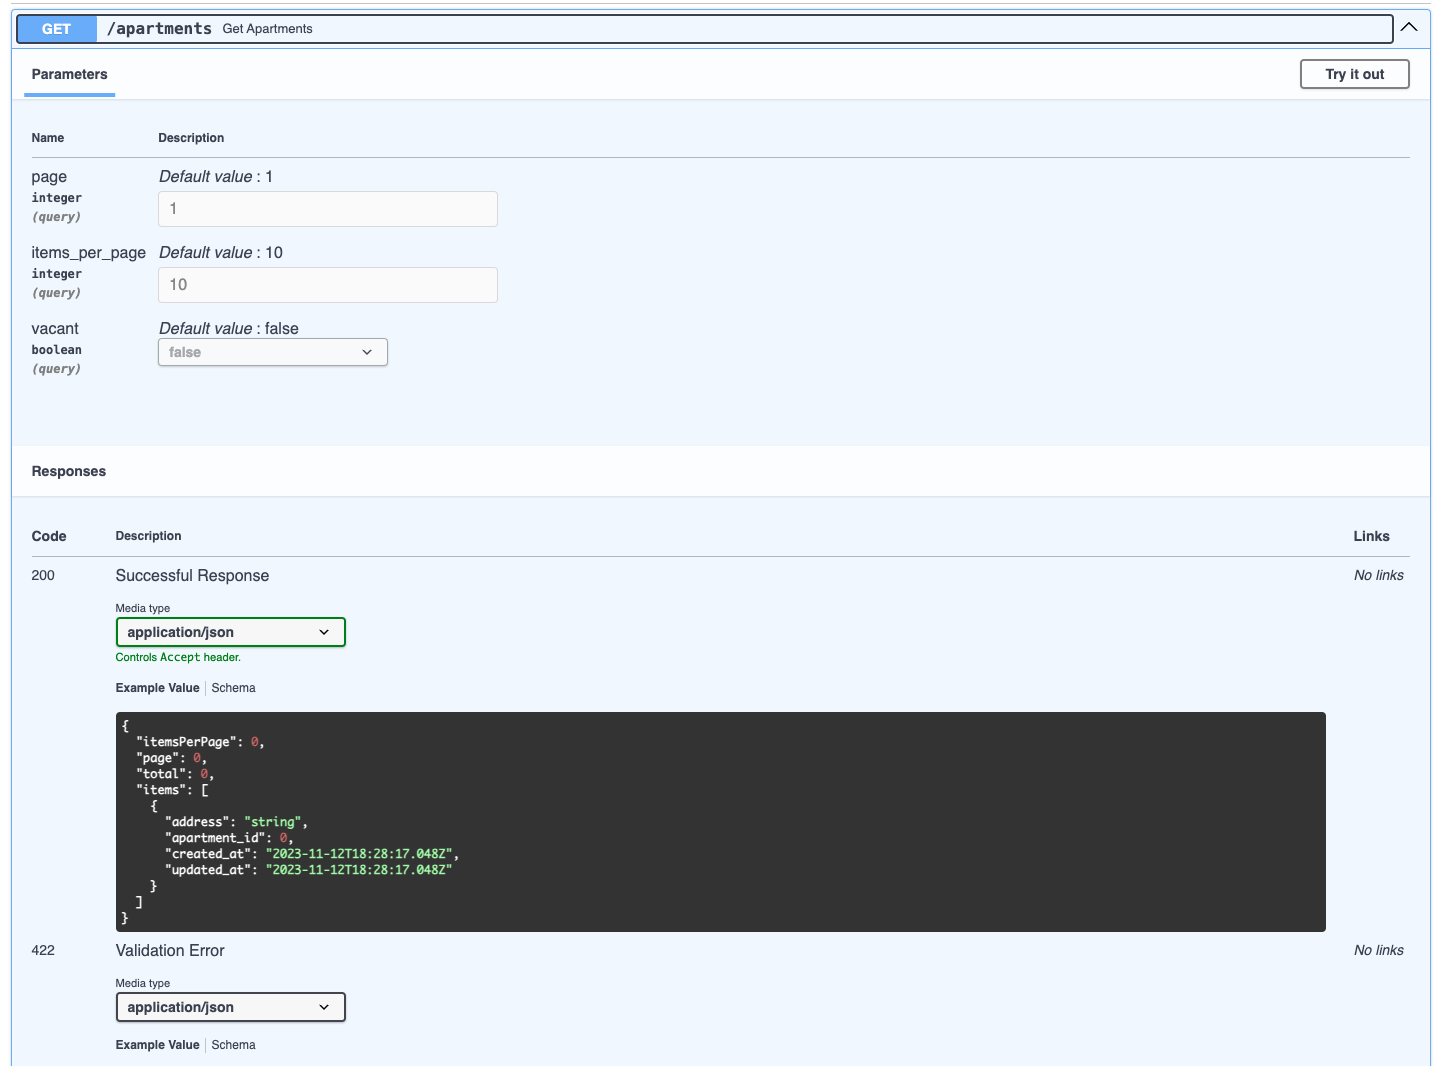 GET /apartments Get Apartments
Parameters
Try it out
Name Description
page Default value : 1
integer
(query)
1
items_per_page Default value : 10
integer
(query)
10
vacant Default value : false
boolean
(query)
false
Responses
Code Description Links
200 Successful Response No links
Media type
application/json
Controls Accept header.
Example Value Schema
{
"itemsPerPage": 0,
"page": 0,
"total": 0,
"items": [
{
"address": "string",
"apartment_id": 0,
"created_at": "2023-11-12T18:28:17.048Z",
"updated_at": "2023-11-12T18:28:17.048Z"
}
]
}
422 Validation Error No links
Media type
application/json
Example Value Schema